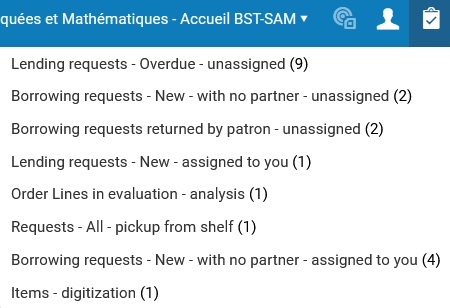 quées et Mathématiques - Accueil BST-SAM ▾
Lending requests - Overdue - unassigned (9)
Borrowing requests - New - with no partner - unassigned (2)
Borrowing requests returned by patron - unassigned (2)
Lending requests - New - assigned to you (1)
Order Lines in evaluation - analysis (1)
Requests - All - pickup from shelf (1)
Borrowing requests - New - with no partner - assigned to you (4)
Items - digitization (1)